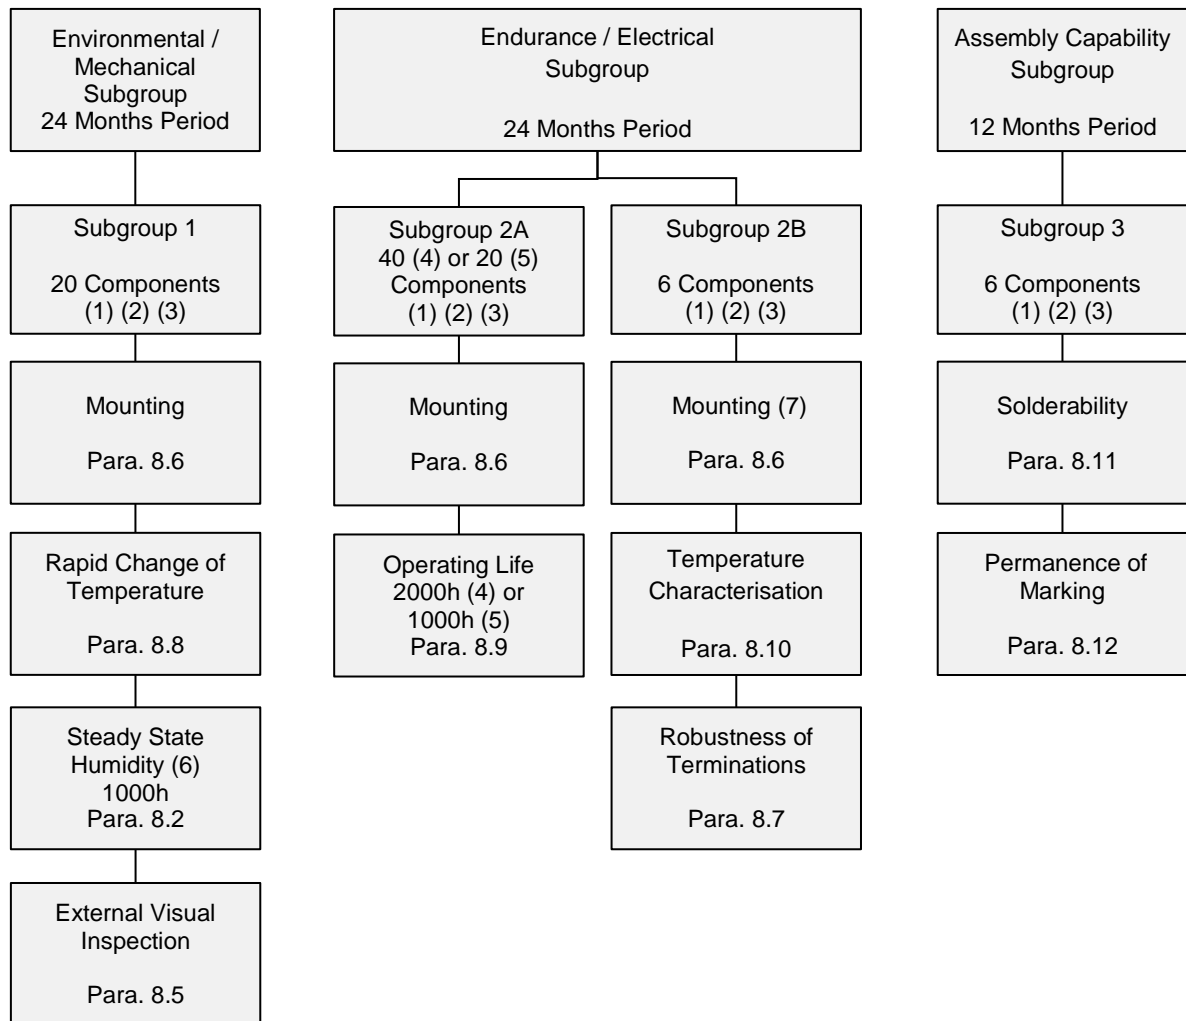 Environmental /
Mechanical
Subgroup
24 Months Period
Endurance / Electrical
Subgroup
24 Months Period
Assembly Capability
Subgroup
12 Months Period
Subgroup 1
20 Components
(1) (2) (3)
Subgroup 2A
40 (4) or 20 (5)
Components
(1) (2) (3)
Subgroup 2B
6 Components
(1) (2) (3)
Subgroup 3
6 Components
(1) (2) (3)
Mounting
Para. 8.6
Mounting
Para. 8.6
Mounting (7)
Para. 8.6
Solderability
Para. 8.11
Rapid Change of
Temperature
Para. 8.8
Operating Life
2000h (4) or
1000h (5)
Para. 8.9
Temperature
Characterisation
Para. 8.10
Permanence of
Marking
Para. 8.12
Steady State
Humidity (6)
1000h
Para. 8.2
Robustness of
Terminations
Para. 8.7
External Visual
Inspection
Para. 8.5